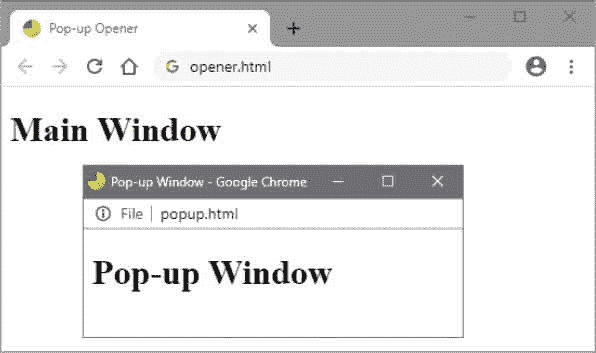 Pop-up Opener
opener.html
Main Window
Pop-up Window - Google Chrome
File | popup.html
Pop-up Window